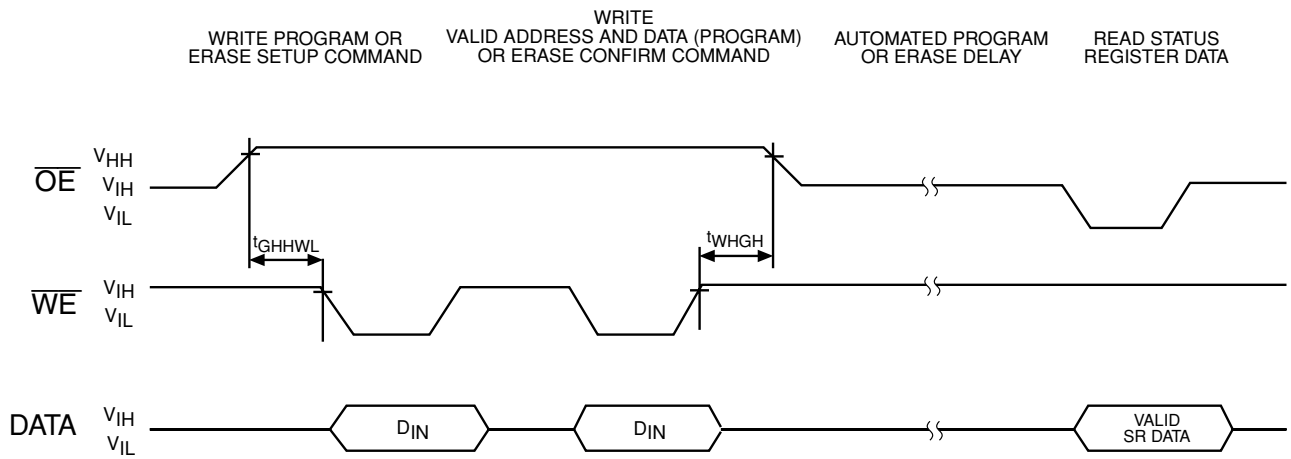 WRITE PROGRAM OR
ERASE SETUP COMMAND
WRITE
VALID ADDRESS AND DATA (PROGRAM)
OR ERASE CONFIRM COMMAND
AUTOMATED PROGRAM
OR ERASE DELAY
READ STATUS
REGISTER DATA
OE
VHH
VIH
VIL
tGHHWL
tWHGH
WE
VIH
VIL
DATA
VIH
VIL
DIN
DIN
VALID
SR DATA